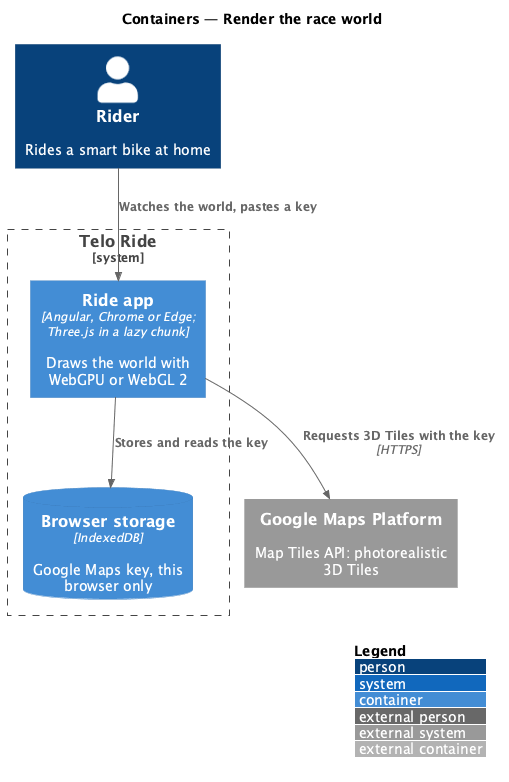 Containers — Render the race world
Rider
Rides a smart bike at home
Watches the world, pastes a key
Telo Ride
[system]
Ride app
[Angular, Chrome or Edge;
Three.js in a lazy chunk]
Draws the world with
WebGPU or WebGL 2
Stores and reads the key
Requests 3D Tiles with the key
[HTTPS]
Browser storage
[IndexedDB]
Google Maps key, this
browser only
Google Maps Platform
Map Tiles API: photorealistic
3D Tiles
Legend
person
system
container
external person
external system
external container